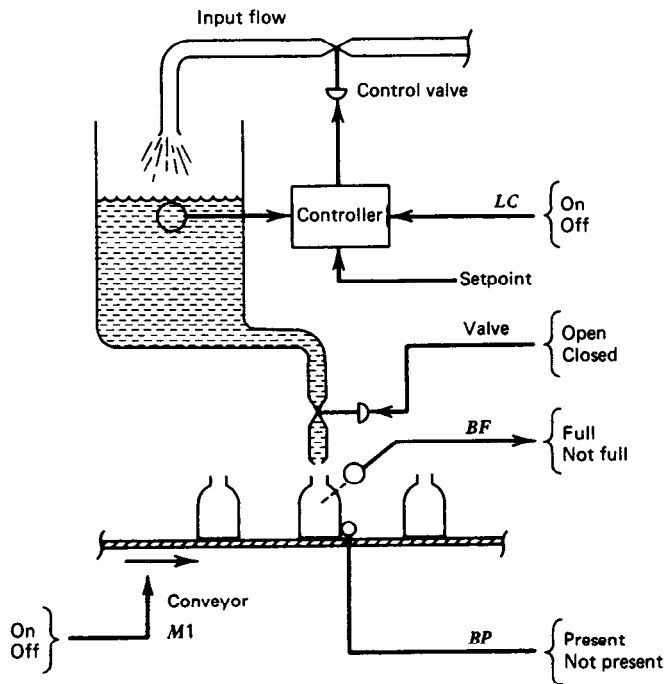 Input flow
Control valve
Controller
LC
On
Off
Setpoint
Valve
Open
Closed
BF
Full
Not full
Conveyor
M1
On
Off
BP
Present
Not present